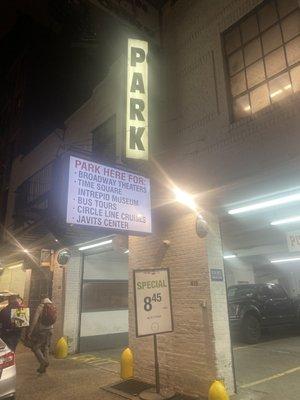 PARK
PARK HERE FOR:
• BROADWAY THEATERS
• TIME SQUARE
• INTREPID MUSEUM
• BUS TOURS
• CIRCLE LINE CRUISES
• JAVITS CENTER
SPECIAL
$8 45